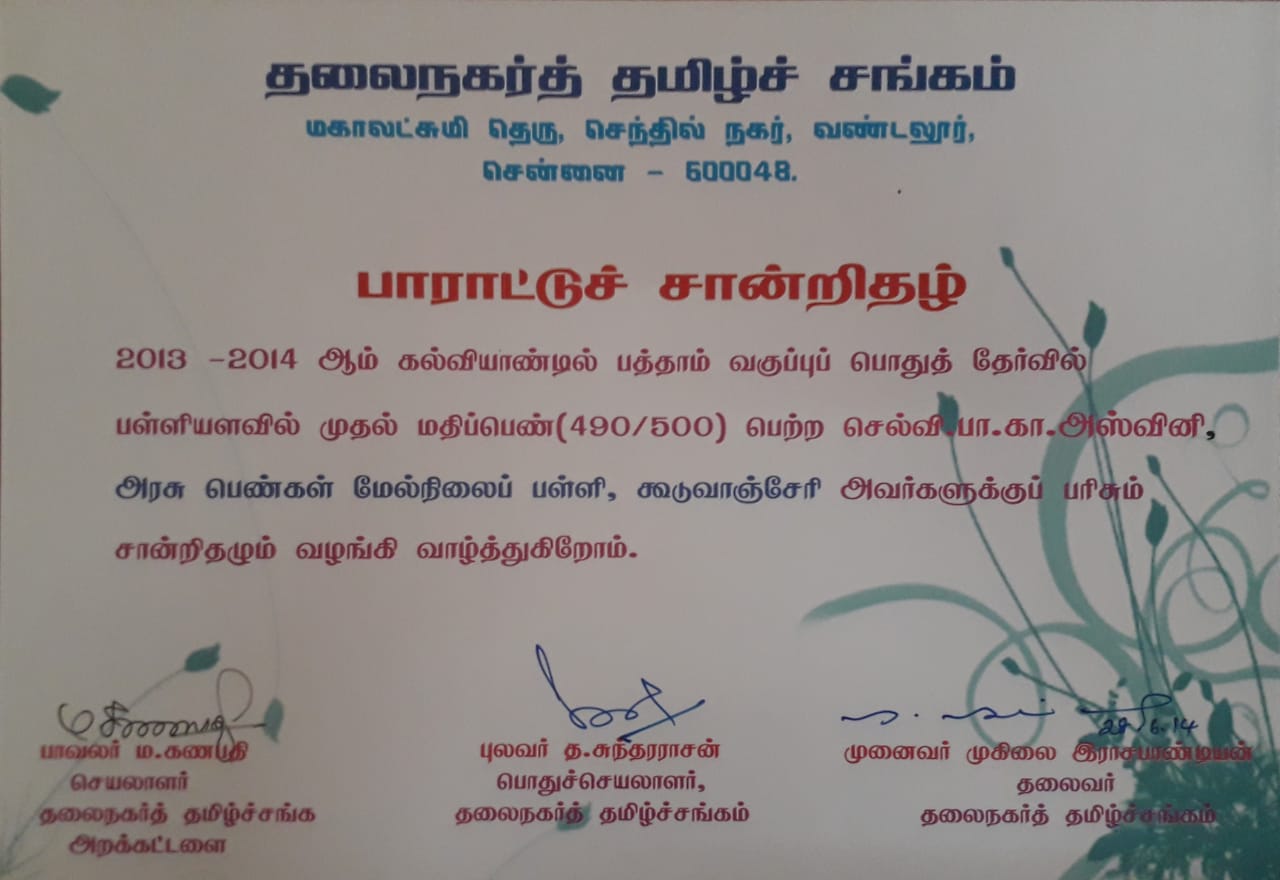 தலைநகர்த் தமிழ்ச் சங்கம்
மகாலட்சுமி தெரு, செந்தில் நகர், வண்டலூர்,
சென்னை - 600048.
பாராட்டுச் சான்றிதழ்
2013 -2014 ஆம் கல்வியாண்டில் பத்தாம் வகுப்புப் பொதுத் தேர்வில்
பள்ளியளவில் முதல் மதிப்பெண்(490/500) பெற்ற செல்வி.பா.கா.அஸ்வினி,
அரசு பெண்கள் மேல்நிலைப் பள்ளி, கூடுவாஞ்சேரி அவர்களுக்குப் பரிசும்
சான்றிதழும் வழங்கி வாழ்த்துகிறோம்.
பாவலர் ம.கணபதி
செயலாளர்
தலைநகர்த் தமிழ்ச்சங்க
அறக்கட்டளை
புலவர் த.சுந்தரராசன்
பொதுச்செயலாளர்,
தலைநகர்த் தமிழ்ச்சங்கம்
28.6.14
முனைவர் முகிலை இராசபாண்டியன்
தலைவர்
தலைநகர்த் தமிழ்ச்சங்கம்